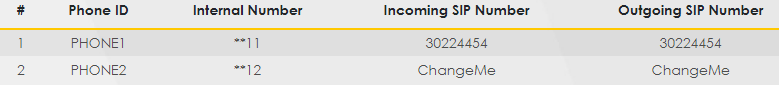 # Phone ID Internal Number Incoming SIP Number Outgoing SIP Number
1 PHONE1 **11 30224454 30224454
2 PHONE2 **12 ChangeMe ChangeMe